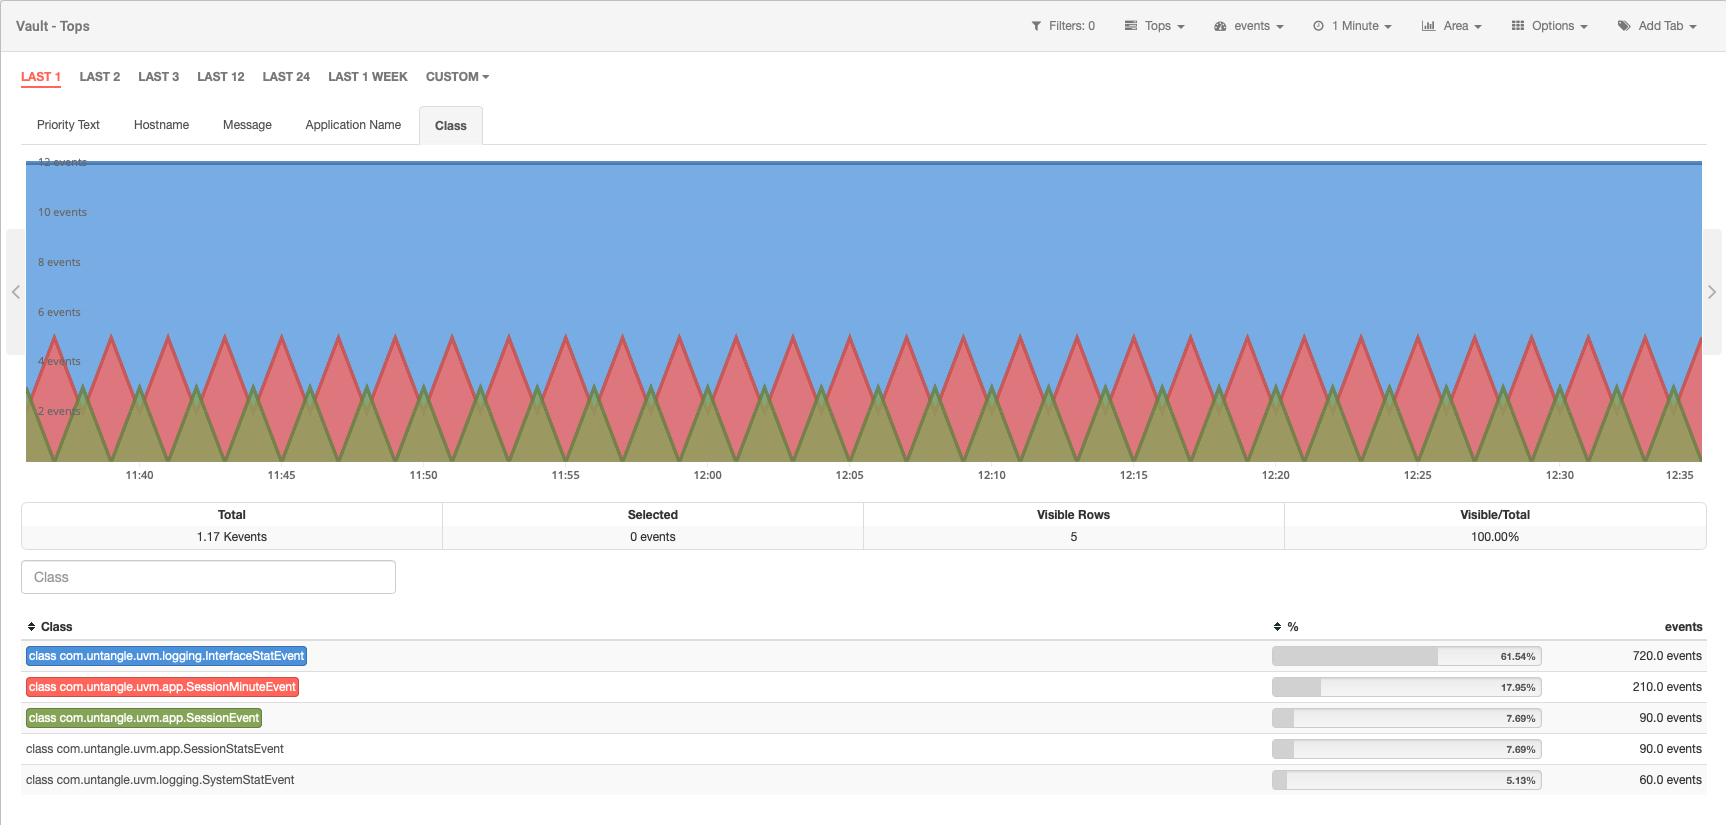 Vault - Tops
Filters: 0 Tops events 1 Minute Area Options Add Tab
LAST 1 LAST 2 LAST 3 LAST 12 LAST 24 LAST 1 WEEK CUSTOM
Priority Text Hostname Message Application Name Class
12 events
10 events
8 events
6 events
4 events
2 events
11:40 11:45 11:50 11:55 12:00 12:05 12:10 12:15 12:20 12:25 12:30 12:35
Total Selected Visible Rows Visible/Total
1.17 Kevents 0 events 5 100.00%
Class
Class % events
class com.untangle.uvm.logging.InterfaceStatEvent 61.54% 720.0 events
class com.untangle.uvm.app.SessionMinuteEvent 17.95% 210.0 events
class com.untangle.uvm.app.SessionEvent 7.69% 90.0 events
class com.untangle.uvm.app.SessionStatsEvent 7.69% 90.0 events
class com.untangle.uvm.logging.SystemStatEvent 5.13% 60.0 events